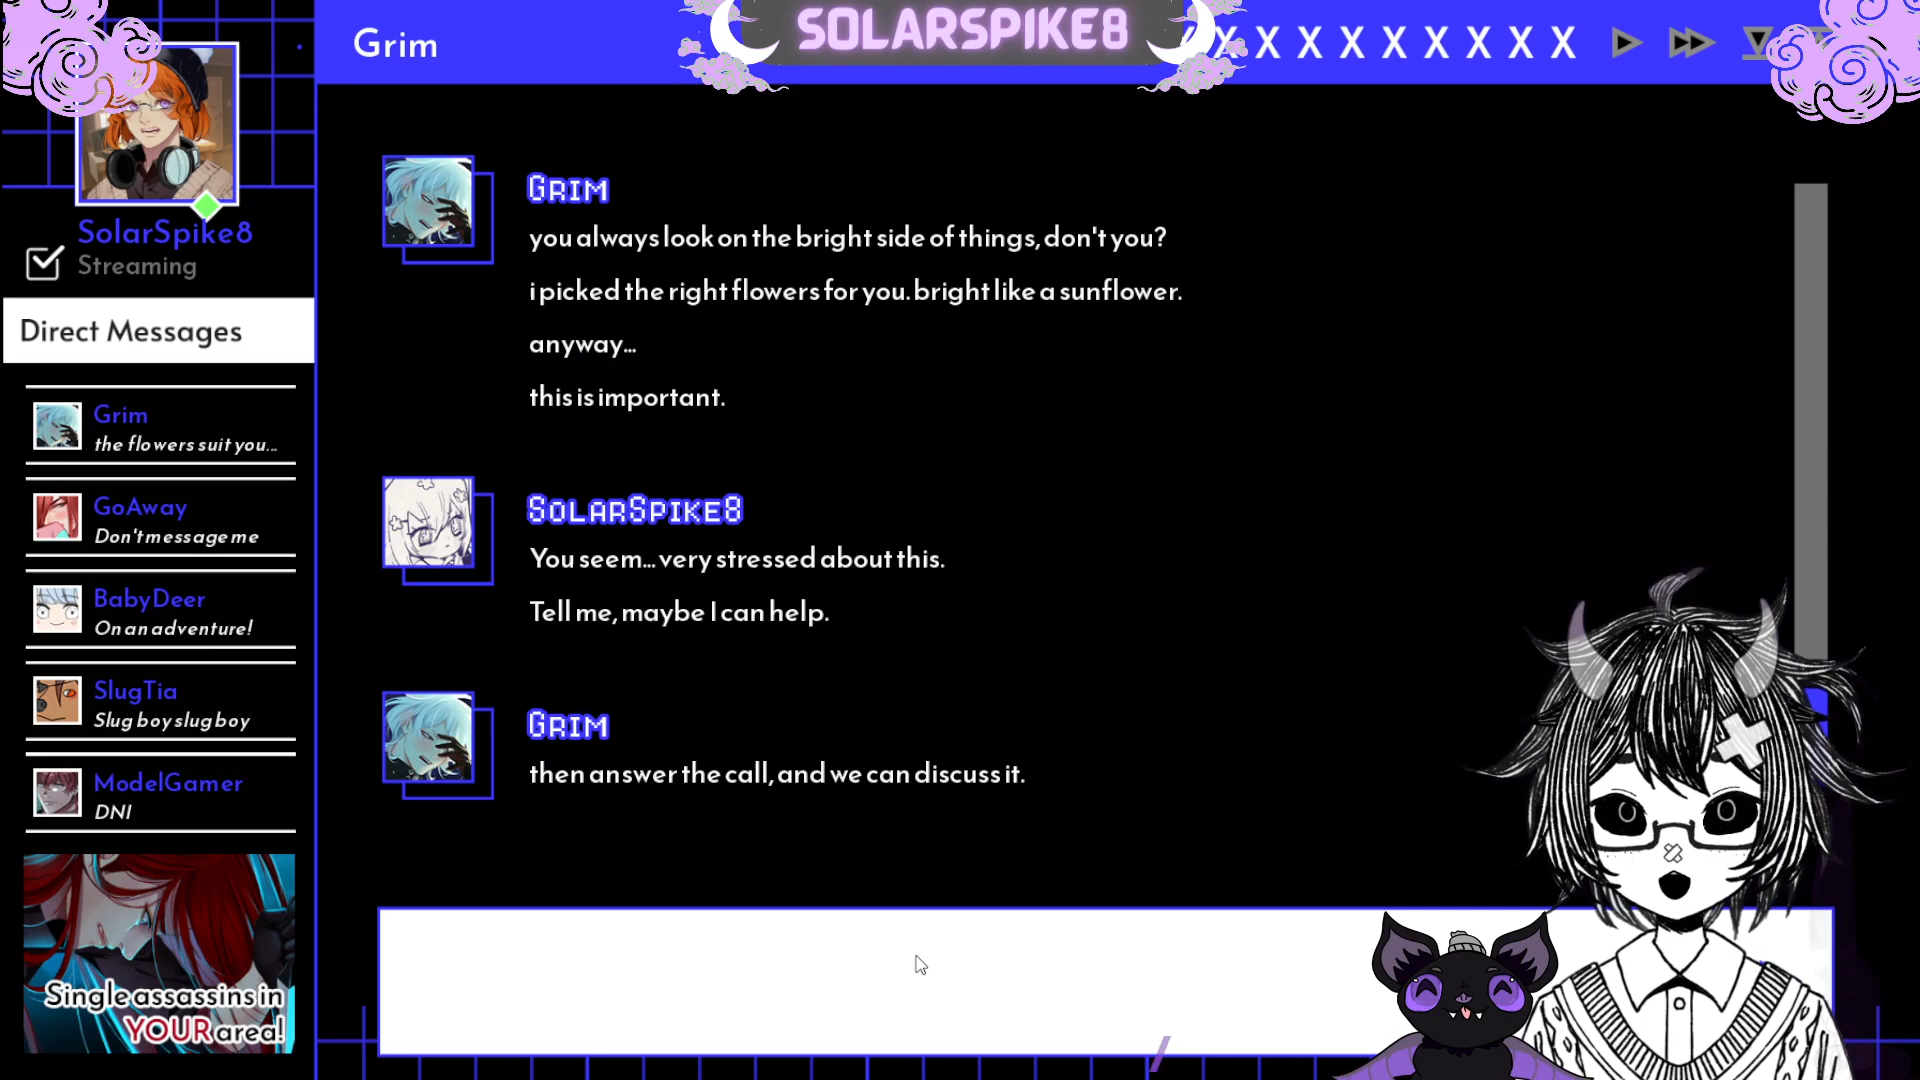 Grim
SOLARSPIKE8
X X X X X X X X
SolarSpike8
Streaming
Direct Messages
Grim
the flowers suit you...
GoAway
Don't message me
BabyDeer
On an adventure!
SlugTia
Slug boy slug boy
ModelGamer
DNI
Single assassins in
YOUR area!
GRIM
you always look on the bright side of things, don't you?
i picked the right flowers for you. bright like a sunflower.
anyway...
this is important.
SOLARSPIKE8
You seem... very stressed about this.
Tell me, maybe I can help.
GRIM
then answer the call, and we can discuss it.